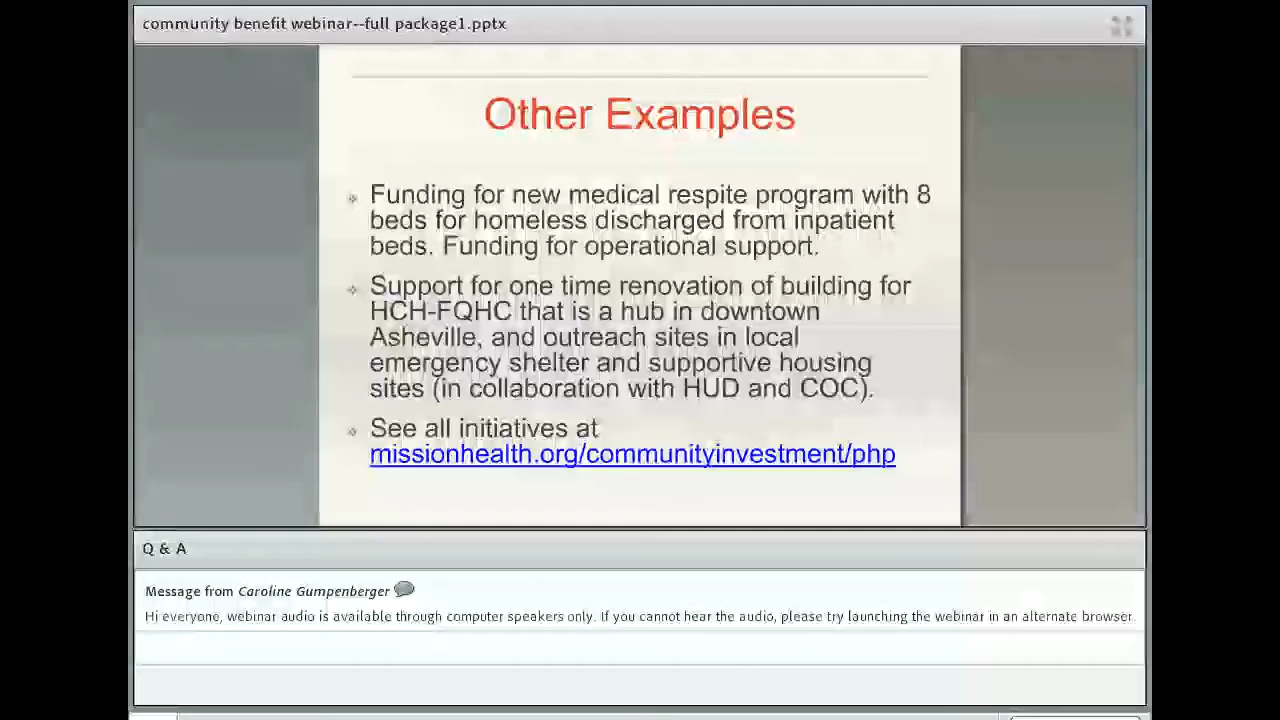 community benefit webinar--full package1.pptx
Other Examples
Funding for new medical respite program with 8
beds for homeless discharged from inpatient
beds. Funding for operational support.
Support for one time renovation of building for
HCH-FQHC that is a hub in downtown
Asheville, and outreach sites in local
emergency shelter and supportive housing
sites (in collaboration with HUD and COC).
See all initiatives at
missionhealth.org/communityinvestment/php
Q & A
Message from Caroline Gumpenberger
Hi everyone, webinar audio is available through computer speakers only. If you cannot hear the audio, please try launching the webinar in an alternate browser.